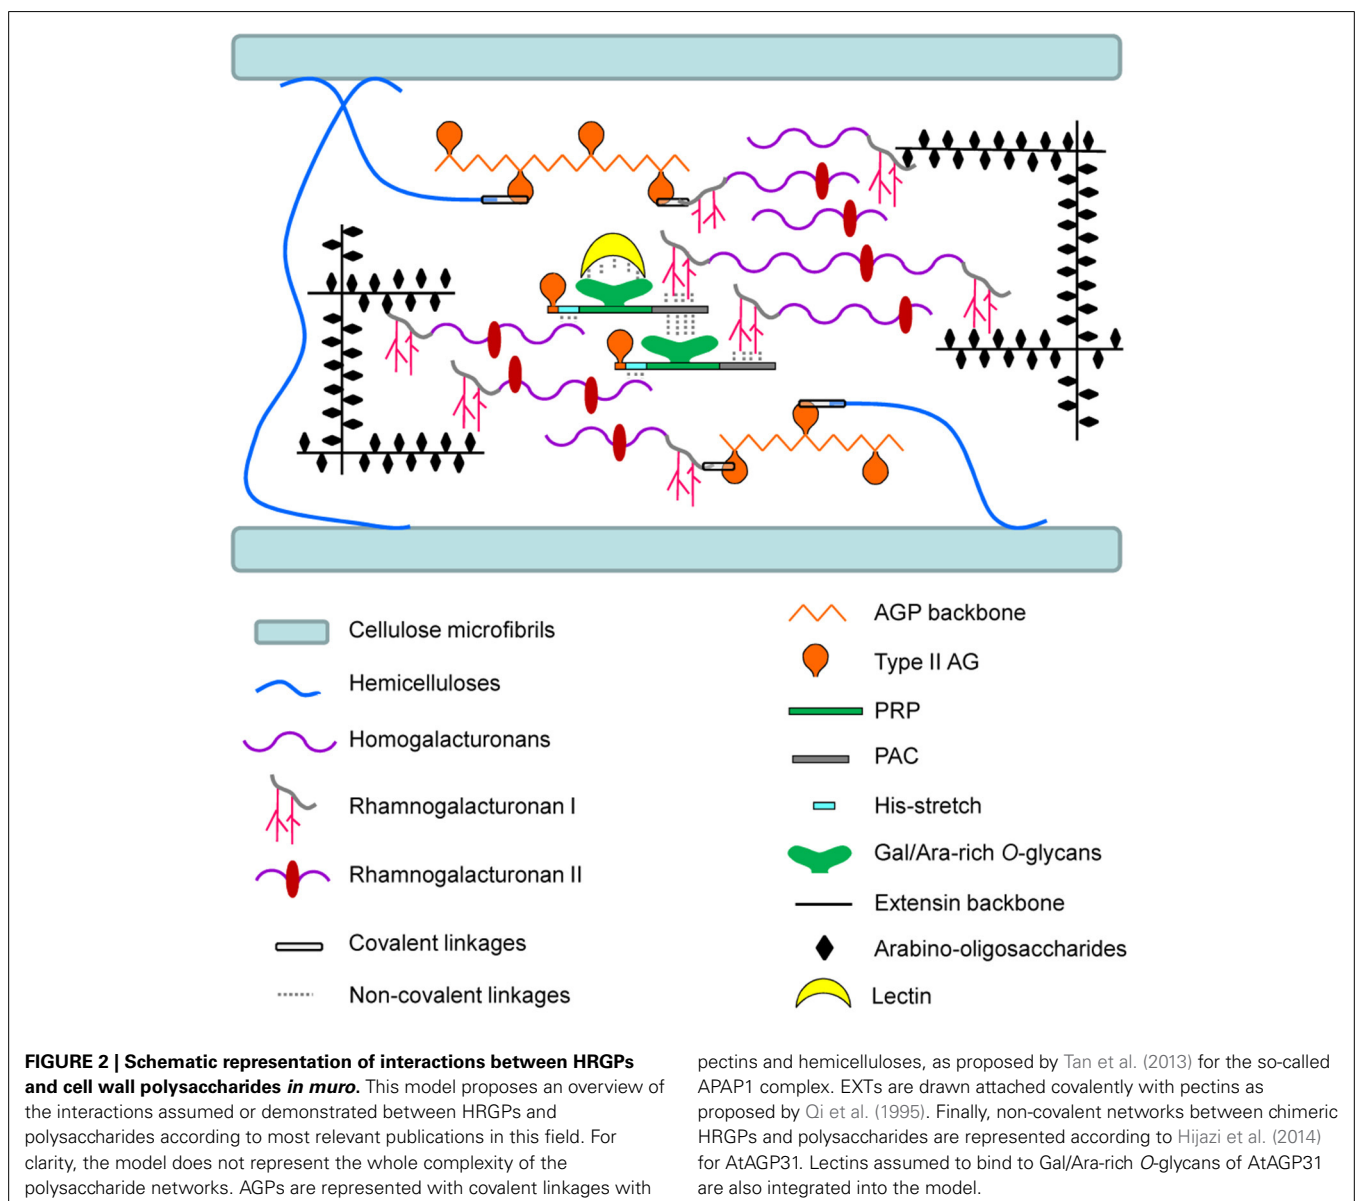 Cellulose microfibrils
Hemicelluloses
Homogalacturonans
Rhamnogalacturonan I
Rhamnogalacturonan II
Covalent linkages
Non-covalent linkages
AGP backbone
Type II AG
PRP
PAC
His-stretch
Gal/Ara-rich O-glycans
Extensin backbone
Arabino-oligosaccharides
Lectin
FIGURE 2 | Schematic representation of interactions between HRGPs
and cell wall polysaccharides in muro. This model proposes an overview of
the interactions assumed or demonstrated between HRGPs and
polysaccharides according to most relevant publications in this field. For
clarity, the model does not represent the whole complexity of the
polysaccharide networks. AGPs are represented with covalent linkages with
pectins and hemicelluloses, as proposed by Tan et al. (2013) for the so-called
APAP1 complex. EXTs are drawn attached covalently with pectins as
proposed by Qi et al. (1995). Finally, non-covalent networks between chimeric
HRGPs and polysaccharides are represented according to Hijazi et al. (2014)
for AtAGP31. Lectins assumed to bind to Gal/Ara-rich O-glycans of AtAGP31
are also integrated into the model.